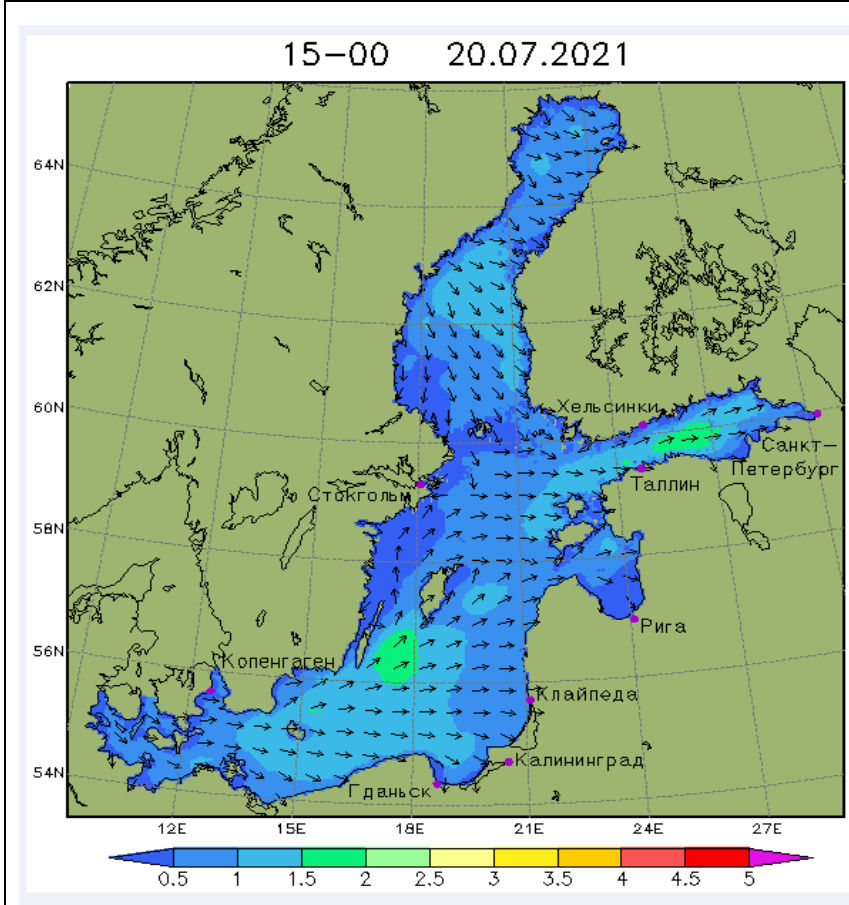 15-00 20.07.2021
64N
62N
60N
Хельсинки
Санкт-
Петербург
Таллин
Стокгольм
58N
Рига
56N
Копенгаген
Клайпеда
Калининград
54N
Гданьск
12E 15E 18E 21E 24E 27E
0.5 1 1.5 2 2.5 3 3.5 4 4.5 5